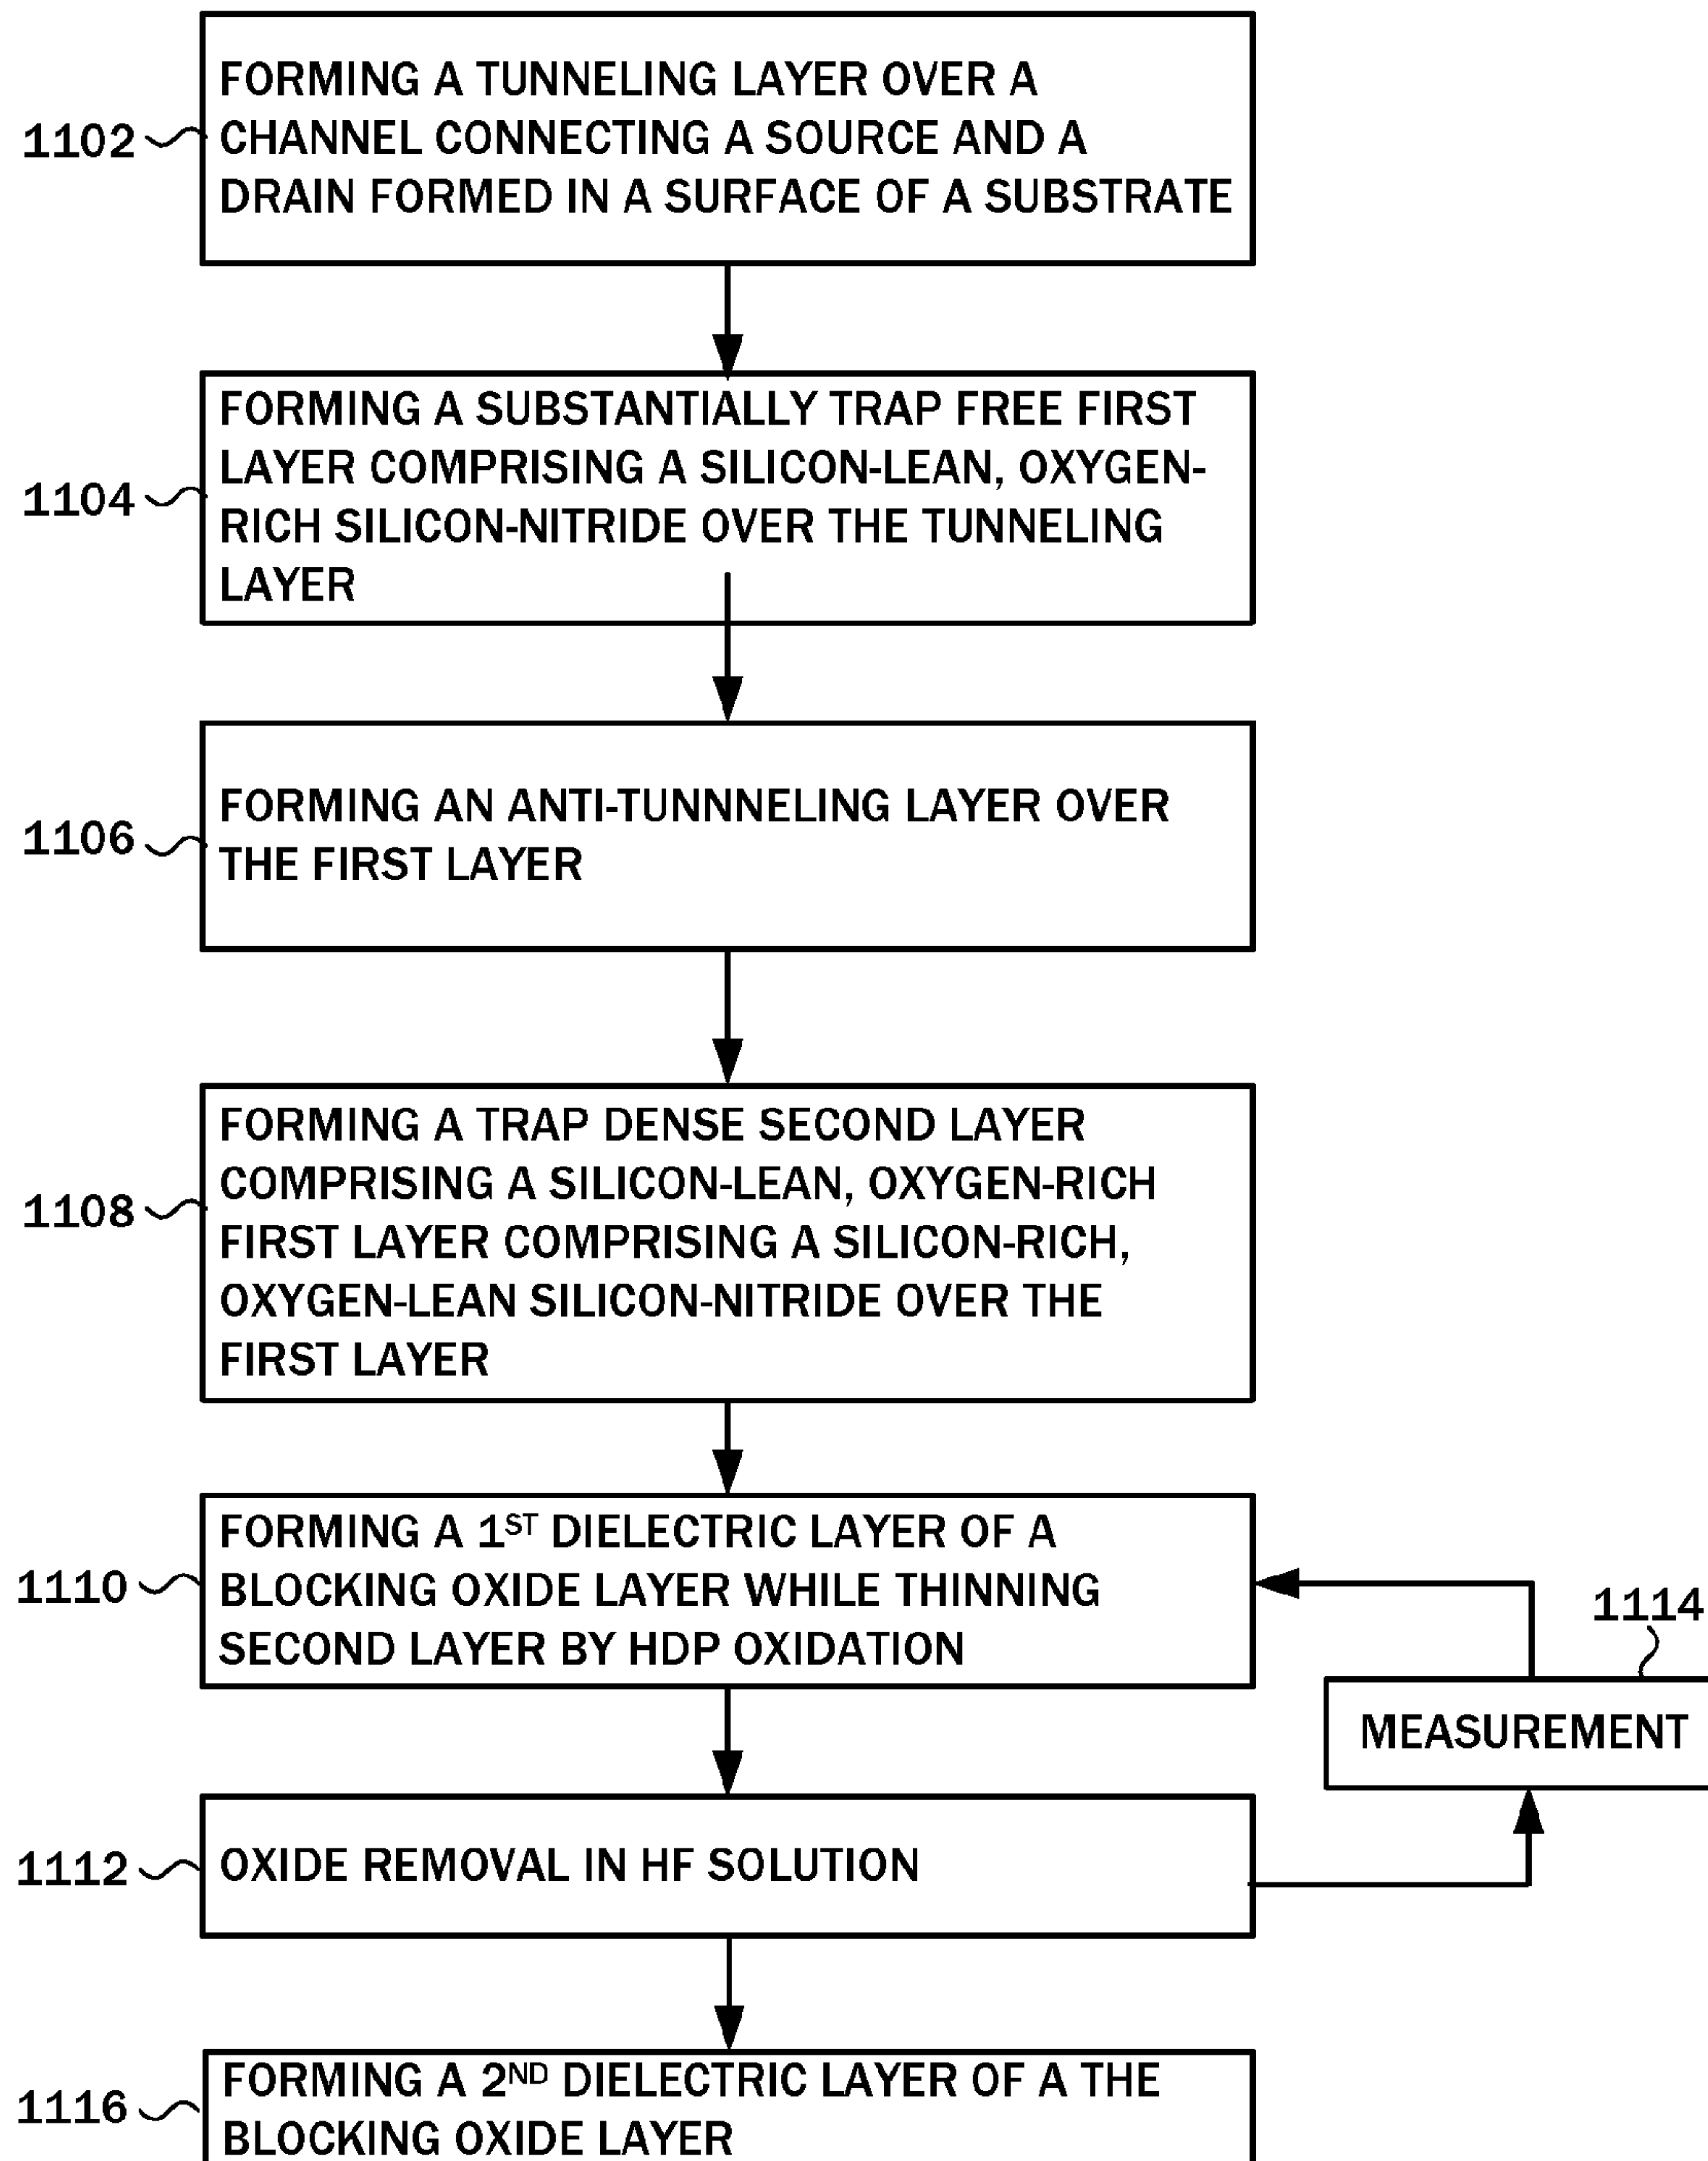 1102
FORMING A TUNNELING LAYER OVER A
CHANNEL CONNECTING A SOURCE AND A
DRAIN FORMED IN A SURFACE OF A SUBSTRATE
1104
FORMING A SUBSTANTIALLY TRAP FREE FIRST
LAYER COMPRISING A SILICON-LEAN, OXYGEN-
RICH SILICON-NITRIDE OVER THE TUNNELING
LAYER
1106
FORMING AN ANTI-TUNNNELING LAYER OVER
THE FIRST LAYER
1108
FORMING A TRAP DENSE SECOND LAYER
COMPRISING A SILICON-LEAN, OXYGEN-RICH
FIRST LAYER COMPRISING A SILICON-RICH,
OXYGEN-LEAN SILICON-NITRIDE OVER THE
FIRST LAYER
1110
FORMING A 1ST DIELECTRIC LAYER OF A
BLOCKING OXIDE LAYER WHILE THINNING
SECOND LAYER BY HDP OXIDATION
1114
MEASUREMENT
1112
OXIDE REMOVAL IN HF SOLUTION
1116
FORMING A 2ND DIELECTRIC LAYER OF A THE
BLOCKING OXIDE LAYER